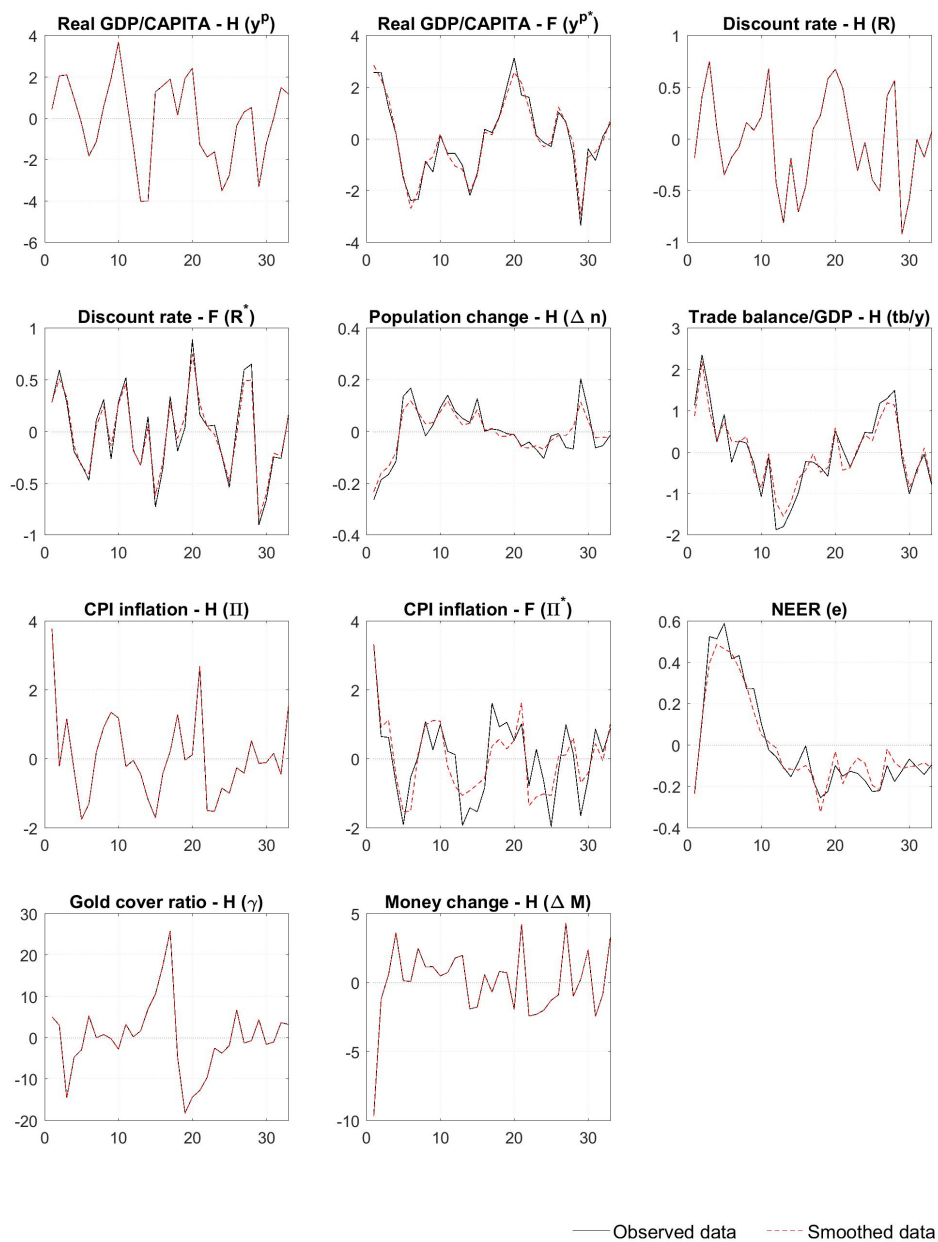 Real GDP/CAPITA - H (yᵖ)
4
2
0
-2
-4
-6
0 10 20 30
Real GDP/CAPITA - F (yᵖ*)
4
2
0
-2
-4
0 10 20 30
Discount rate - H (R)
1
0.5
0
-0.5
-1
0 10 20 30
Discount rate - F (R*)
1
0.5
0
-0.5
-1
0 10 20 30
Population change - H (Δ n)
0.4
0.2
0
-0.2
-0.4
0 10 20 30
Trade balance/GDP - H (tb/y)
3
2
1
0
-1
-2
0 10 20 30
CPI inflation - H (Π)
4
2
0
-2
0 10 20 30
CPI inflation - F (Π*)
4
2
0
-2
0 10 20 30
NEER (e)
0.6
0.4
0.2
0
-0.2
-0.4
0 10 20 30
Gold cover ratio - H (γ)
30
20
10
0
-10
-20
0 10 20 30
Money change - H (Δ M)
5
0
-5
-10
0 10 20 30
Observed data Smoothed data